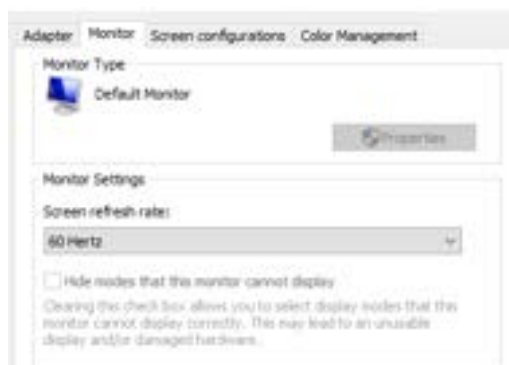 Adapter Monitor Screen configurations Color Management
Monitor Type
Default Monitor
Properties
Monitor Settings
Screen refresh rate:
60 Hertz
Hide modes that this monitor cannot display
Clearing this check box allows you to select display modes that this
monitor cannot display correctly. This may lead to an unusable
display and/or damaged hardware.